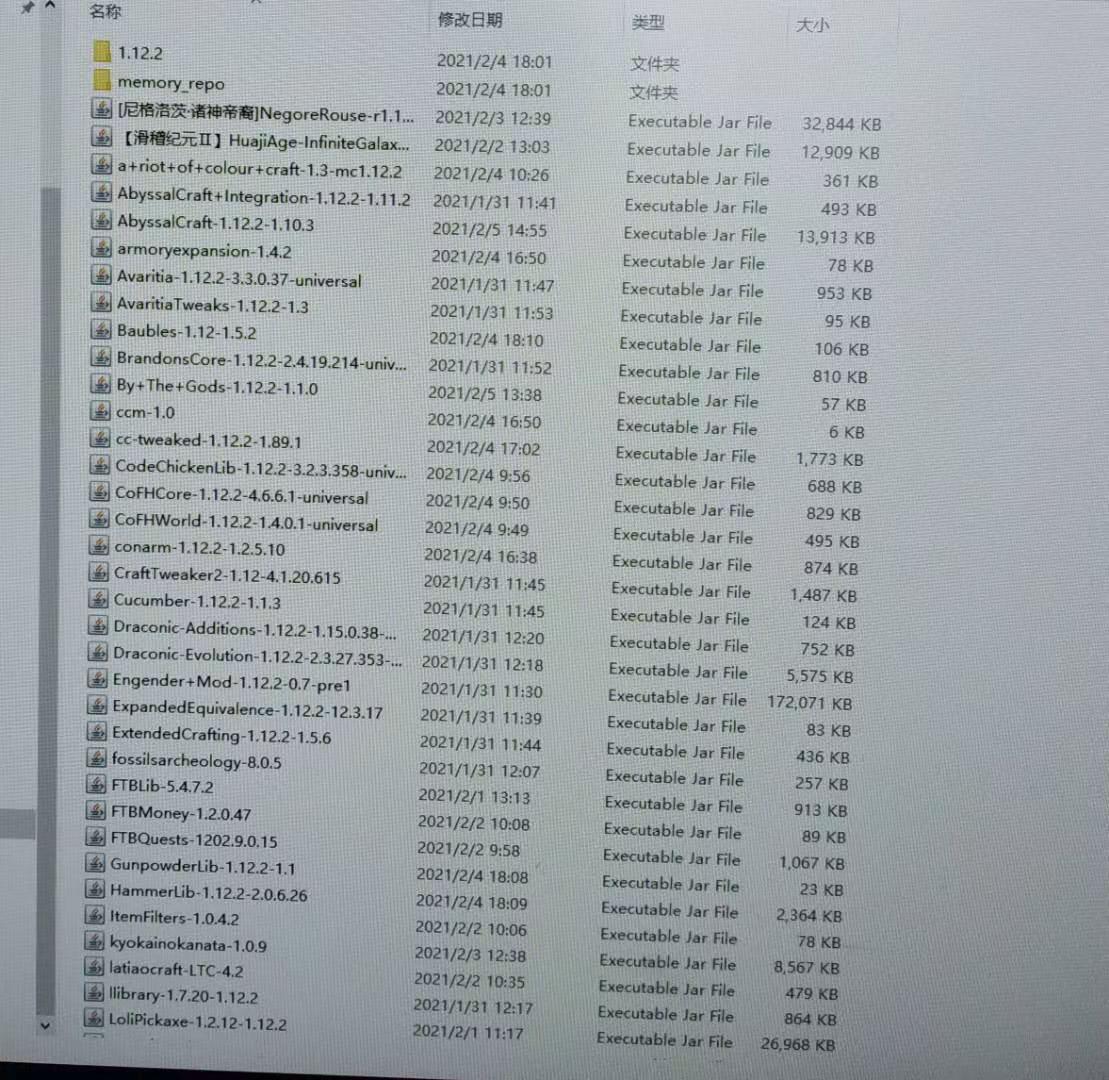 名称 修改日期 类型 大小
1.12.2 2021/2/4 18:01 文件夹
memory_repo 2021/2/4 18:01 文件夹
[尼格洛茨·诸神帝裔]NegoreRouse-r1.1... 2021/2/3 12:39 Executable Jar File 32,844 KB
【滑稽纪元Ⅱ】HuajiAge-InfiniteGalax... 2021/2/2 13:03 Executable Jar File 12,909 KB
a+riot+of+colour+craft-1.3-mc1.12.2 2021/2/4 10:26 Executable Jar File 361 KB
AbyssalCraft+Integration-1.12.2-1.11.2 2021/1/31 11:41 Executable Jar File 493 KB
AbyssalCraft-1.12.2-1.10.3 2021/2/5 14:55 Executable Jar File 13,913 KB
armoryexpansion-1.4.2 2021/2/4 16:50 Executable Jar File 78 KB
Avaritia-1.12.2-3.3.0.37-universal 2021/1/31 11:47 Executable Jar File 953 KB
AvaritiaTweaks-1.12.2-1.3 2021/1/31 11:53 Executable Jar File 95 KB
Baubles-1.12-1.5.2 2021/2/4 18:10 Executable Jar File 106 KB
BrandonsCore-1.12.2-2.4.19.214-univ... 2021/1/31 11:52 Executable Jar File 810 KB
By+The+Gods-1.12.2-1.1.0 2021/2/5 13:38 Executable Jar File 57 KB
ccm-1.0 2021/2/4 16:50 Executable Jar File 6 KB
cc-tweaked-1.12.2-1.89.1 2021/2/4 17:02 Executable Jar File 1,773 KB
CodeChickenLib-1.12.2-3.2.3.358-univ... 2021/2/4 9:56 Executable Jar File 688 KB
CoFHCore-1.12.2-4.6.6.1-universal 2021/2/4 9:50 Executable Jar File 829 KB
CoFHWorld-1.12.2-1.4.0.1-universal 2021/2/4 9:49 Executable Jar File 495 KB
conarm-1.12.2-1.2.5.10 2021/2/4 16:38 Executable Jar File 874 KB
CraftTweaker2-1.12-4.1.20.615 2021/1/31 11:45 Executable Jar File 1,487 KB
Cucumber-1.12.2-1.1.3 2021/1/31 11:45 Executable Jar File 124 KB
Draconic-Additions-1.12.2-1.15.0.38-... 2021/1/31 12:20 Executable Jar File 752 KB
Draconic-Evolution-1.12.2-2.3.27.353-... 2021/1/31 12:18 Executable Jar File 5,575 KB
Engender+Mod-1.12.2-0.7-pre1 2021/1/31 11:30 Executable Jar File 172,071 KB
ExpandedEquivalence-1.12.2-12.3.17 2021/1/31 11:39 Executable Jar File 83 KB
ExtendedCrafting-1.12.2-1.5.6 2021/1/31 11:44 Executable Jar File 436 KB
fossilsarcheology-8.0.5 2021/1/31 12:07 Executable Jar File 257 KB
FTBLib-5.4.7.2 2021/2/1 13:13 Executable Jar File 913 KB
FTBMoney-1.2.0.47 2021/2/2 10:08 Executable Jar File 89 KB
FTBQuests-1202.9.0.15 2021/2/2 9:58 Executable Jar File 1,067 KB
GunpowderLib-1.12.2-1.1 2021/2/4 18:08 Executable Jar File 23 KB
HammerLib-1.12.2-2.0.6.26 2021/2/4 18:09 Executable Jar File 2,364 KB
ItemFilters-1.0.4.2 2021/2/2 10:06 Executable Jar File 78 KB
kyokainokanata-1.0.9 2021/2/3 12:38 Executable Jar File 8,567 KB
latiaocraft-LTC-4.2 2021/2/2 10:35 Executable Jar File 479 KB
llibrary-1.7.20-1.12.2 2021/1/31 12:17 Executable Jar File 864 KB
LoliPickaxe-1.2.12-1.12.2 2021/2/1 11:17 Executable Jar File 26,968 KB